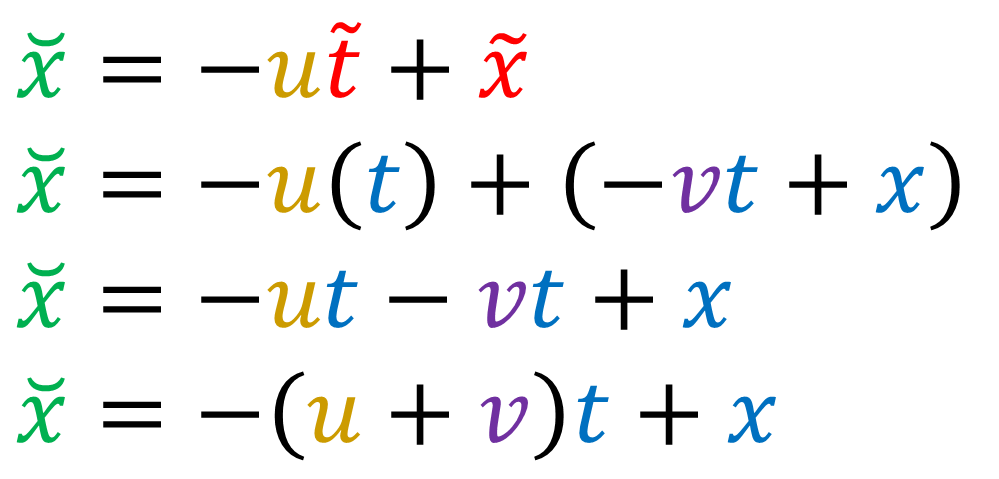 x̆ = −ut̃ + x̃
x̆ = −u(t) + (−vt + x)
x̆ = −ut − vt + x
x̆ = −(u + v)t + x